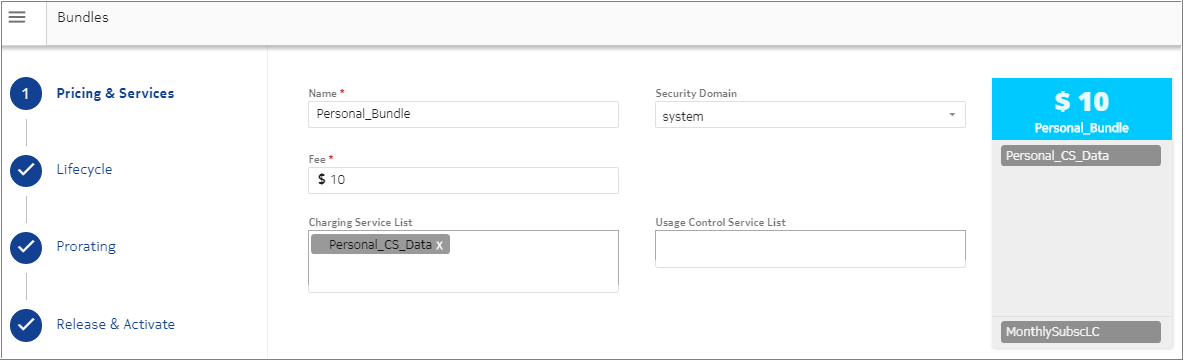 Bundles
1 Pricing & Services
Lifecycle
Prorating
Release & Activate
Name *
Personal_Bundle
Security Domain
system
Fee *
$ 10
Charging Service List
Personal_CS_Data x
Usage Control Service List
$ 10
Personal_Bundle
Personal_CS_Data
MonthlySubscLC